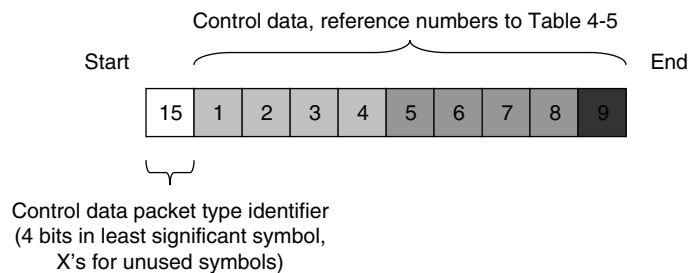 Control data, reference numbers to Table 4-5
Start
End
15 1 2 3 4 5 6 7 8 9
Control data packet type identifier
(4 bits in least significant symbol,
X's for unused symbols)